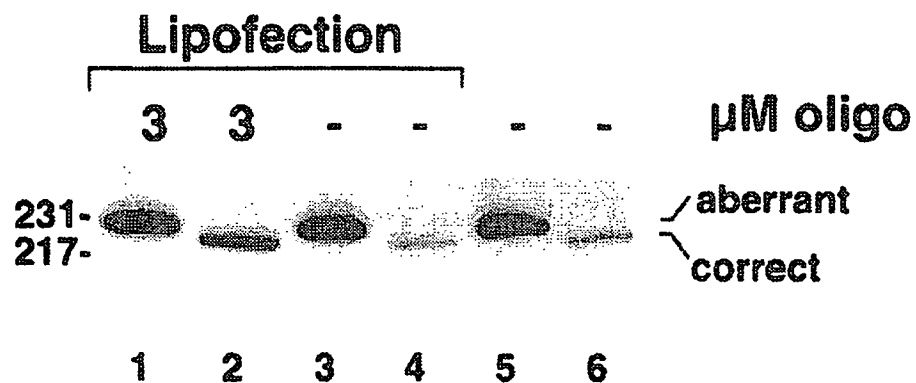 Lipofection
3 3 - - - - µM oligo
231- aberrant
217- correct
1 2 3 4 5 6